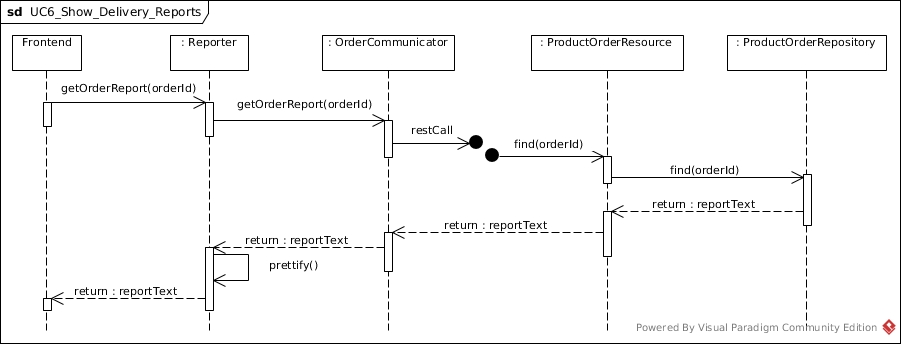 sd UC6_Show_Delivery_Reports
Frontend
: Reporter
: OrderCommunicator
: ProductOrderResource
: ProductOrderRepository
getOrderReport(orderId)
getOrderReport(orderId)
restCall
find(orderId)
find(orderId)
return : reportText
return : reportText
return : reportText
prettify()
return : reportText
Powered By Visual Paradigm Community Edition